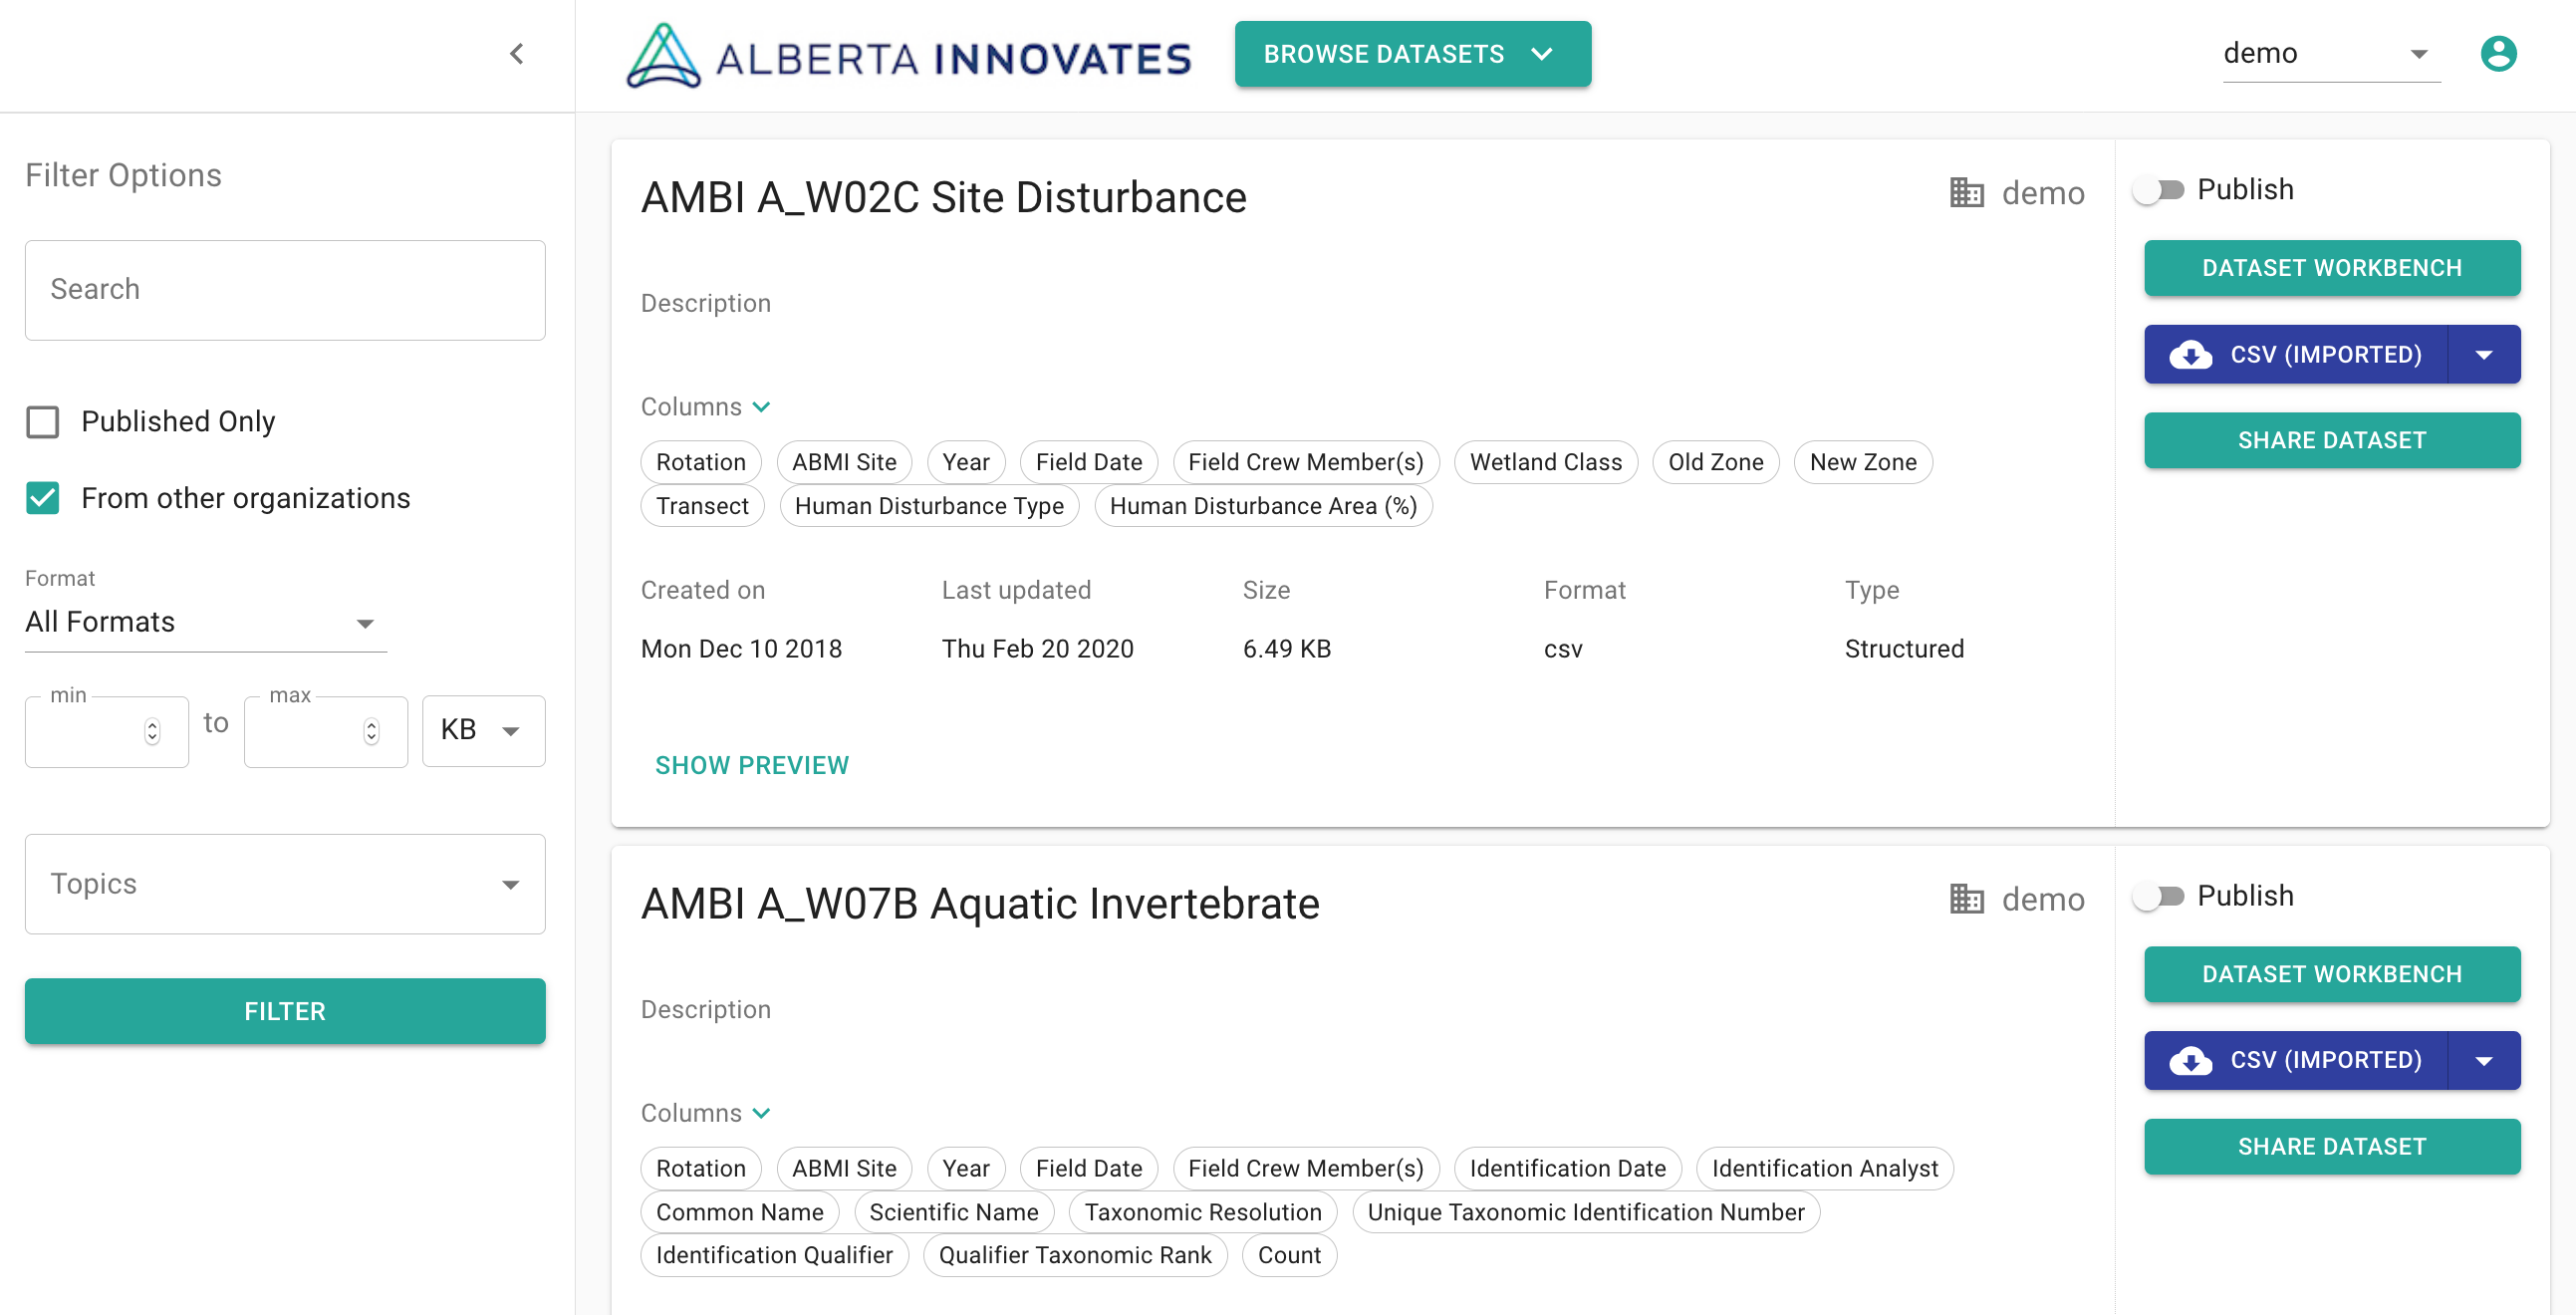 ALBERTA INNOVATES
BROWSE DATASETS
demo
Filter Options
Search
Published Only
From other organizations
Format
All Formats
min to max KB
Topics
FILTER
AMBI A_W02C Site Disturbance
demo
Description
Columns
Rotation ABMI Site Year Field Date Field Crew Member(s) Wetland Class Old Zone New Zone
Transect Human Disturbance Type Human Disturbance Area (%)
Created on Last updated Size Format Type
Mon Dec 10 2018 Thu Feb 20 2020 6.49 KB csv Structured
SHOW PREVIEW
Publish
DATASET WORKBENCH
CSV (IMPORTED)
SHARE DATASET
AMBI A_W07B Aquatic Invertebrate
demo
Description
Columns
Rotation ABMI Site Year Field Date Field Crew Member(s) Identification Date Identification Analyst
Common Name Scientific Name Taxonomic Resolution Unique Taxonomic Identification Number
Identification Qualifier Qualifier Taxonomic Rank Count
Publish
DATASET WORKBENCH
CSV (IMPORTED)
SHARE DATASET